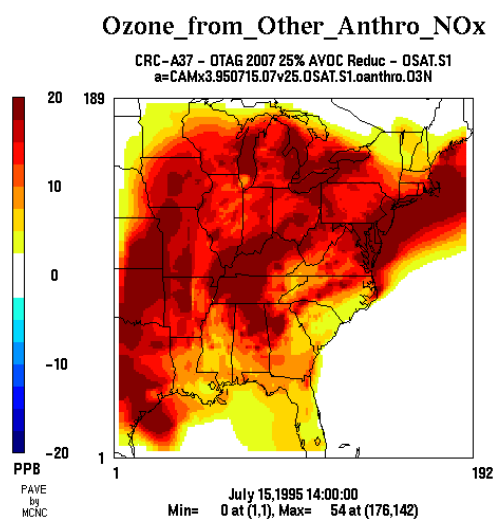 Ozone_from_Other_Anthro_NOx
CRC-A37 - OTAG 2007 25% AVOC Reduc - OSAT.S1
a=CAMx3.950715.07v25.OSAT.S1.oanthro.O3N
20
10
0
-10
-20
PPB
PAVE
by
MCNC
189
1
1
192
July 15,1995 14:00:00
Min= 0 at (1,1), Max= 54 at (176,142)